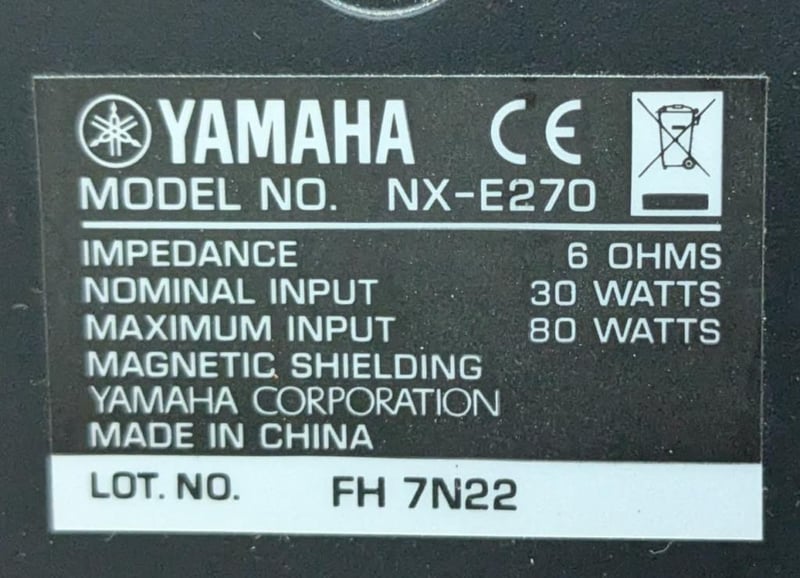 YAMAHA CE
MODEL NO. NX-E270
IMPEDANCE 6 OHMS
NOMINAL INPUT 30 WATTS
MAXIMUM INPUT 80 WATTS
MAGNETIC SHIELDING
YAMAHA CORPORATION
MADE IN CHINA
LOT. NO. FH 7N22